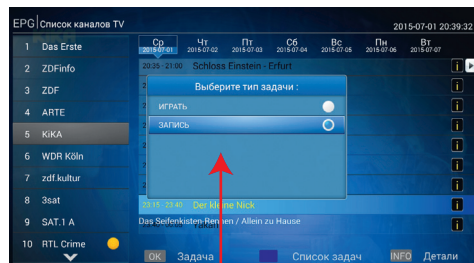 EPG Список каналов TV
2015-07-01 20:39:32
1 Das Erste
2 ZDFinfo
3 ZDF
4 ARTE
5 KiKA
6 WDR Köln
7 zdf.kultur
8 3sat
9 SAT.1 A
10 RTL Crime
Ср Чт Пт Сб Вс Пн Вт
2015-07-01 2015-07-02 2015-07-03 2015-07-04 2015-07-05 2015-07-06 2015-07-07
20:35 - 21:00 Schloss Einstein - Erfurt
Выберите тип задачи :
ИГРАТЬ
ЗАПИСЬ
23:15 - 23:40 Der kleine Nick
Das Seifenkisten-Rennen / Allein zu Hause
OK Задача Список задач INFO Детали